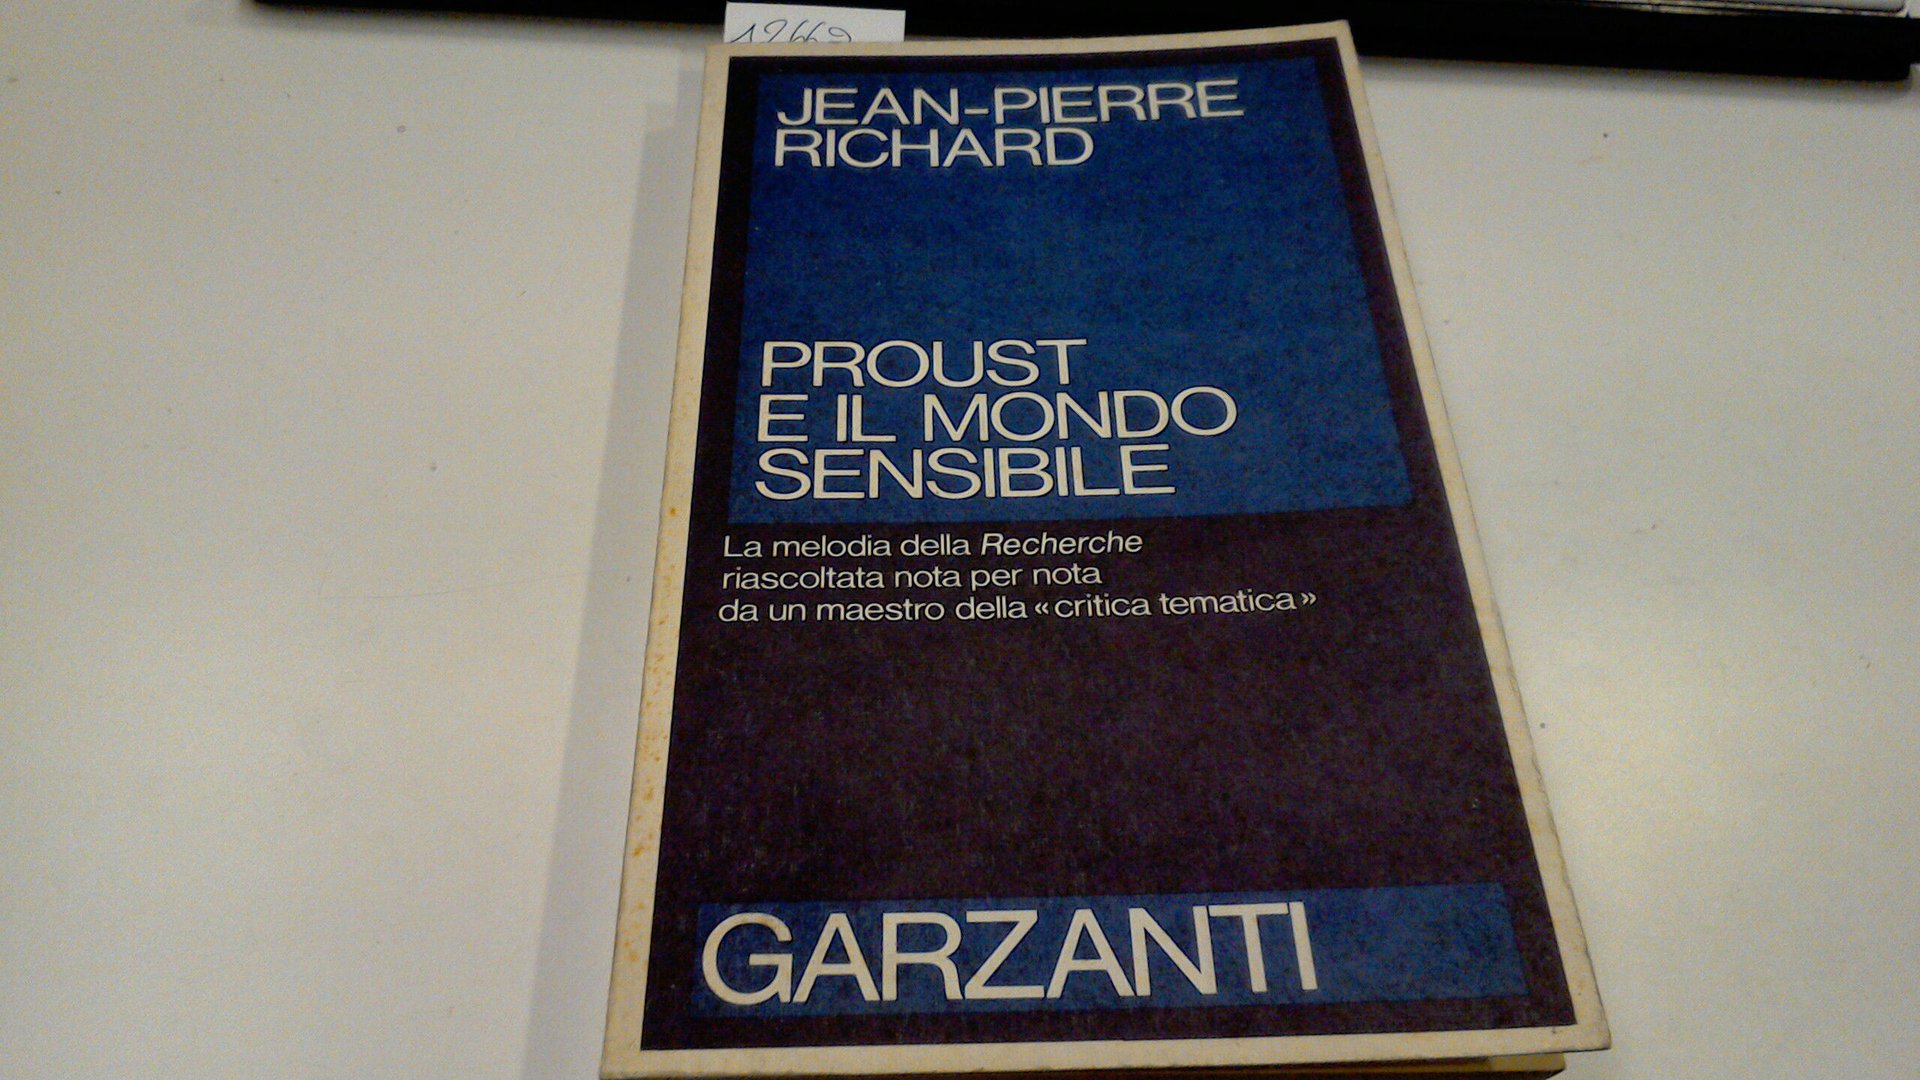 JEAN-PIERRE
RICHARD
PROUST
E IL MONDO
SENSIBILE
La melodia della Recherche
riascoltata nota per nota
da un maestro della «critica tematica»
GARZANTI